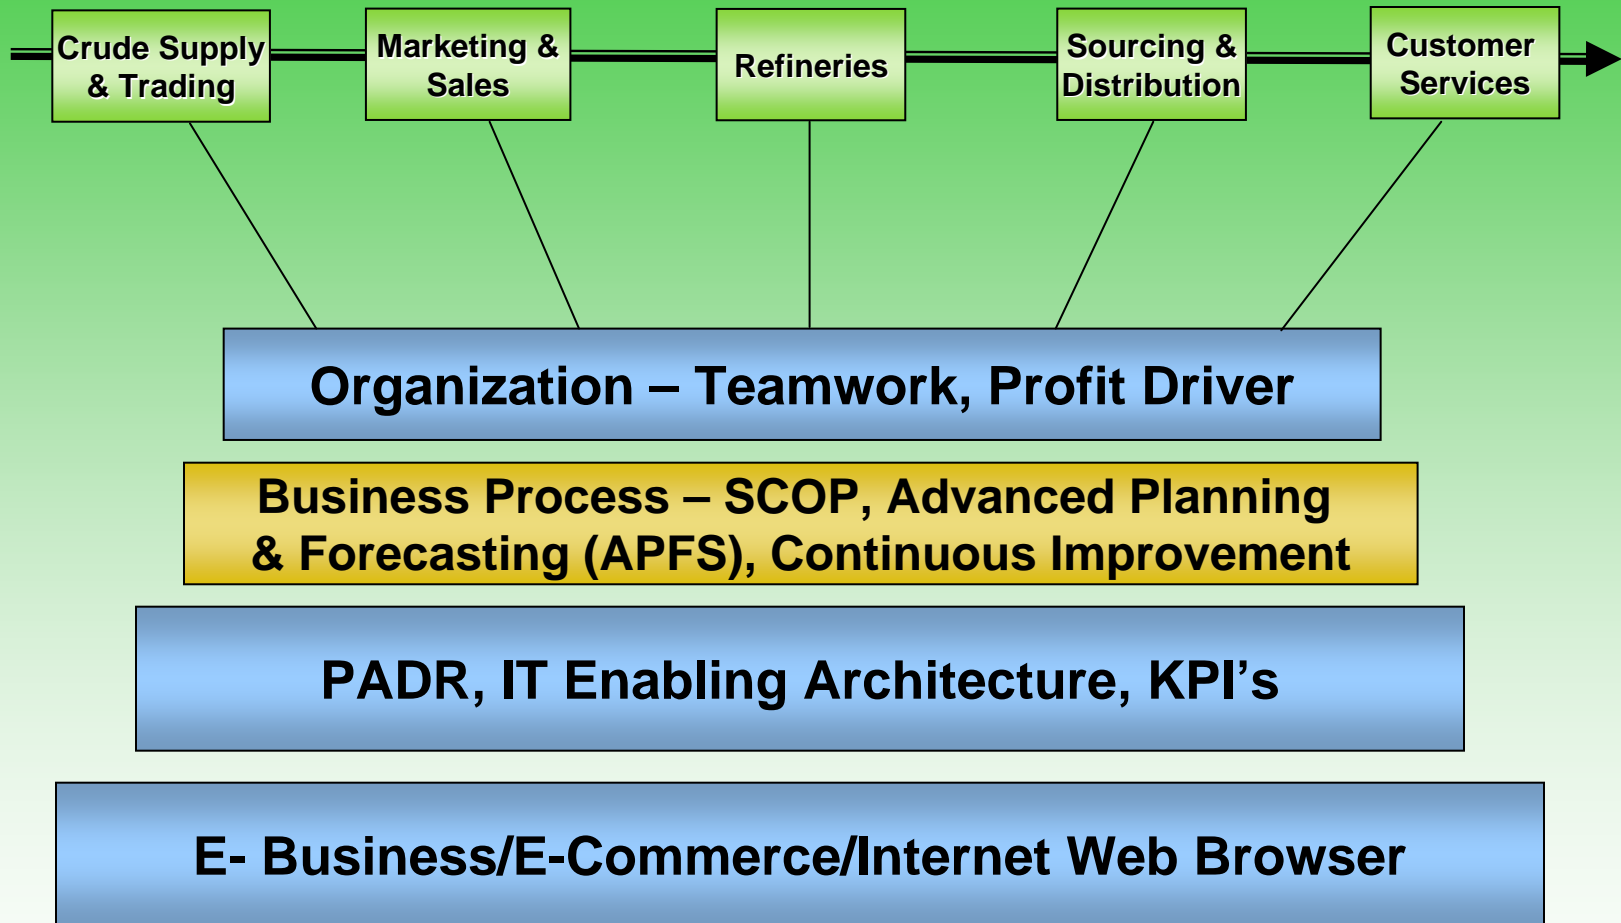 Crude Supply
& Trading
Marketing &
Sales
Refineries
Sourcing &
Distribution
Customer
Services
Organization – Teamwork, Profit Driver
Business Process – SCOP, Advanced Planning
& Forecasting (APFS), Continuous Improvement
PADR, IT Enabling Architecture, KPI’s
E- Business/E-Commerce/Internet Web Browser